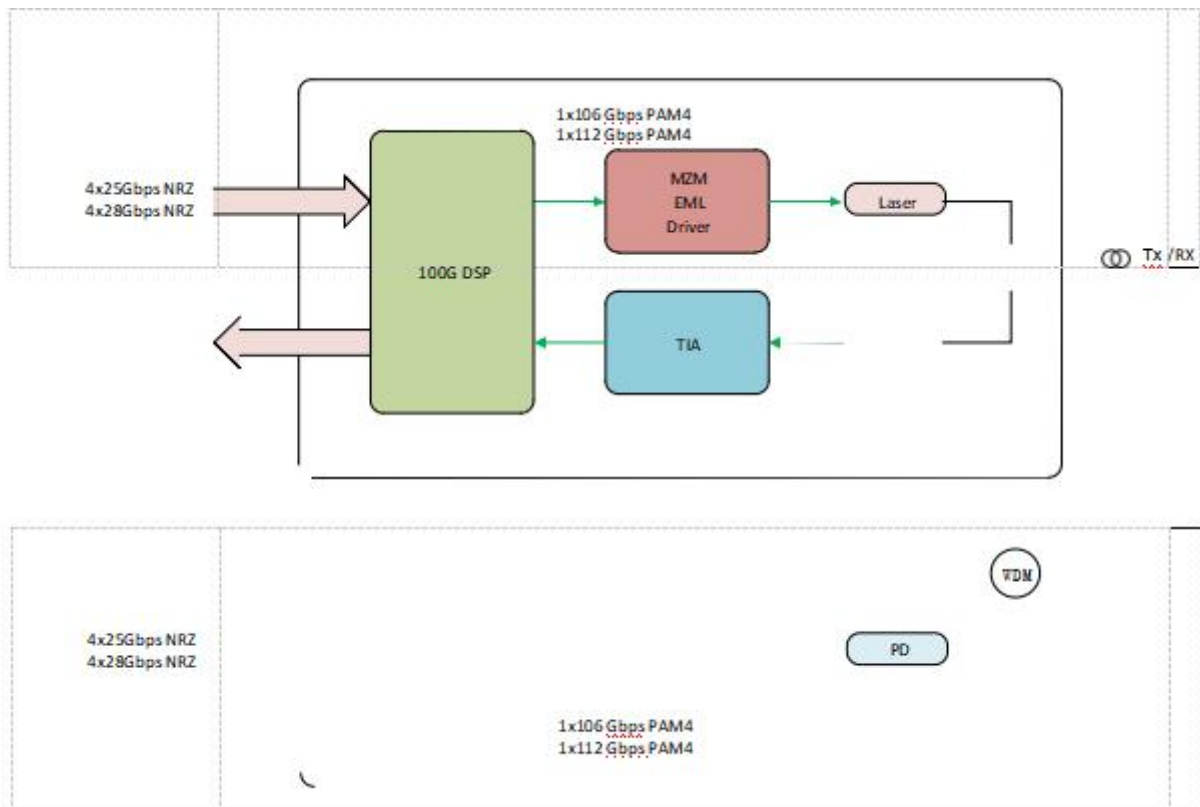 1x106 Gbps PAM4
1x112 Gbps PAM4
4x25Gbps NRZ
4x28Gbps NRZ
MZM
EML
Driver
Laser
100G DSP
Tx /RX
TIA
WDM
4x25Gbps NRZ
4x28Gbps NRZ
PD
1x106 Gbps PAM4
1x112 Gbps PAM4